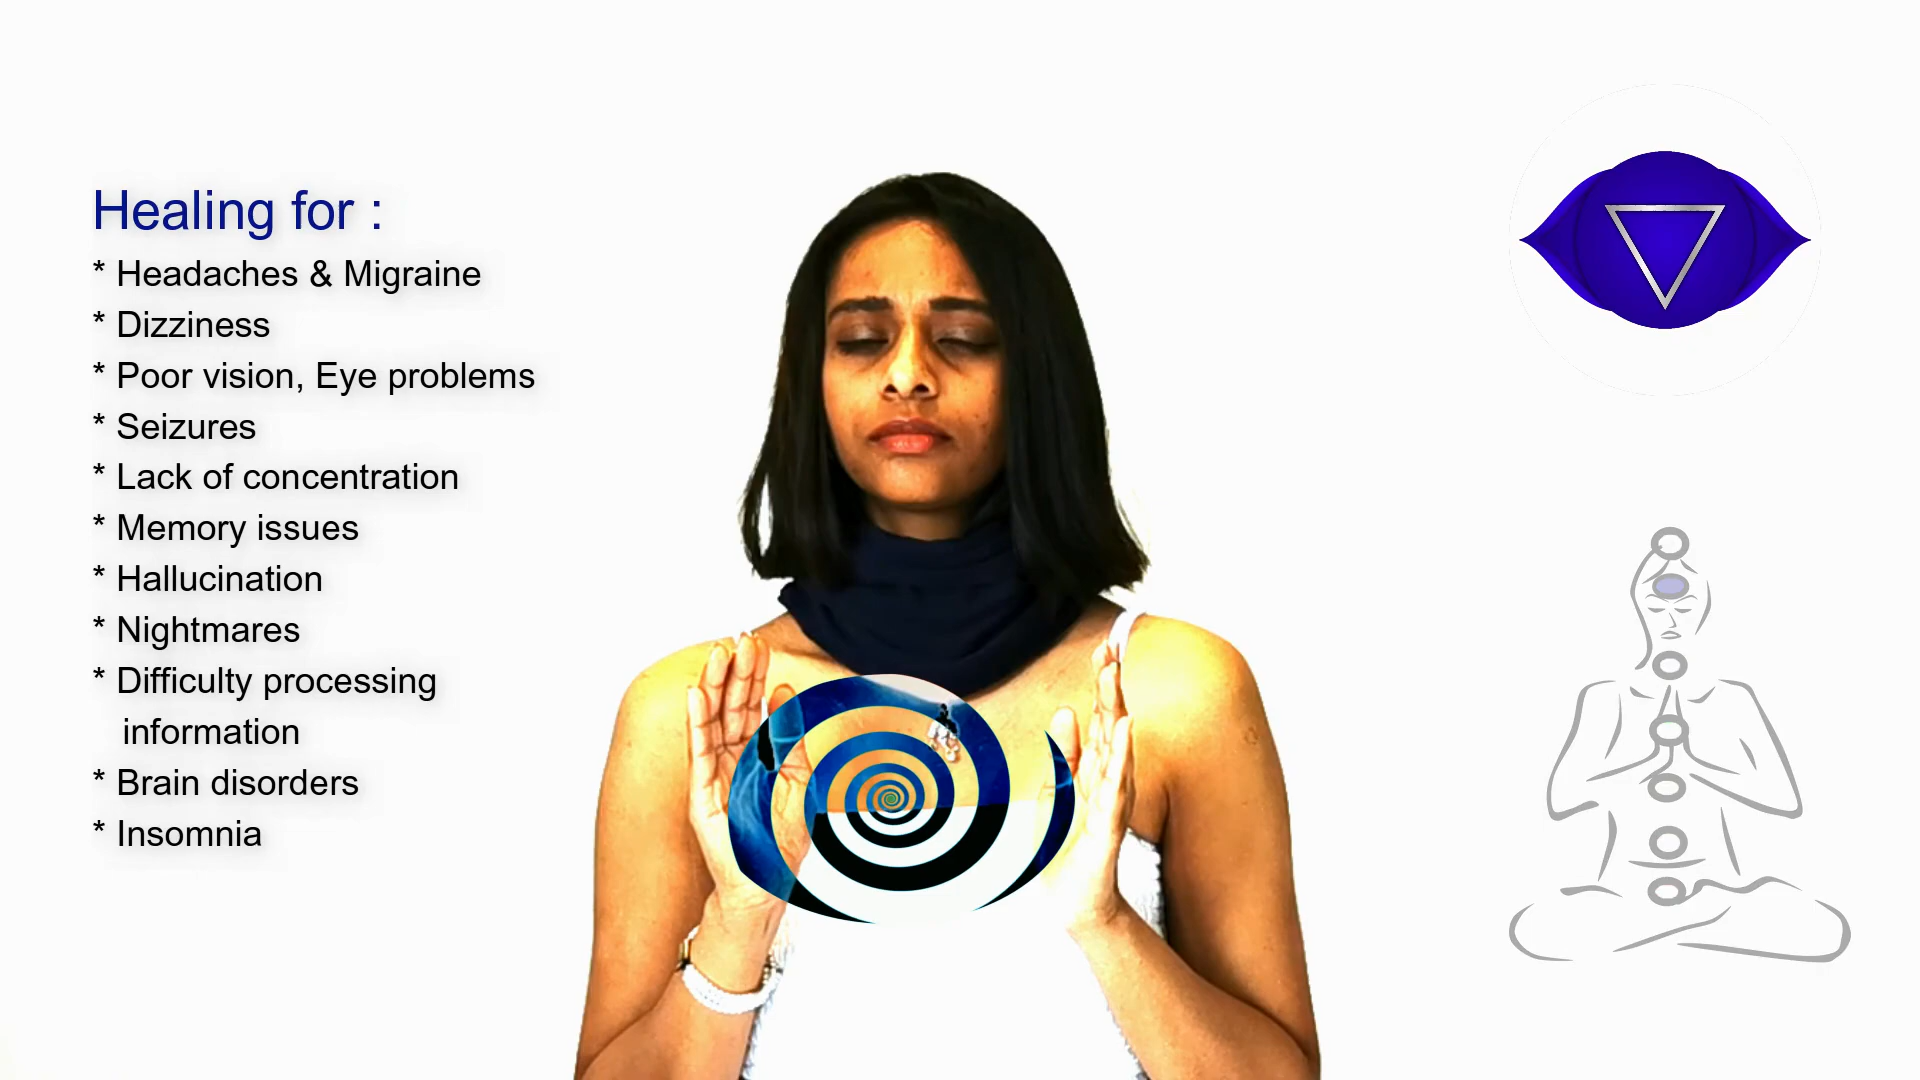 Healing for :
* Headaches & Migraine
* Dizziness
* Poor vision, Eye problems
* Seizures
* Lack of concentration
* Memory issues
* Hallucination
* Nightmares
* Difficulty processing
information
* Brain disorders
* Insomnia